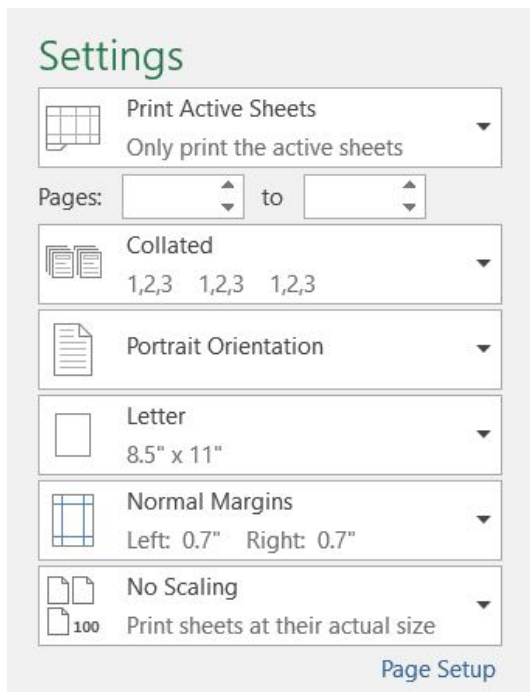 Settings
Print Active Sheets
Only print the active sheets
Pages: to
Collated
1,2,3 1,2,3 1,2,3
Portrait Orientation
Letter
8.5" x 11"
Normal Margins
Left: 0.7" Right: 0.7"
No Scaling
100 Print sheets at their actual size
Page Setup